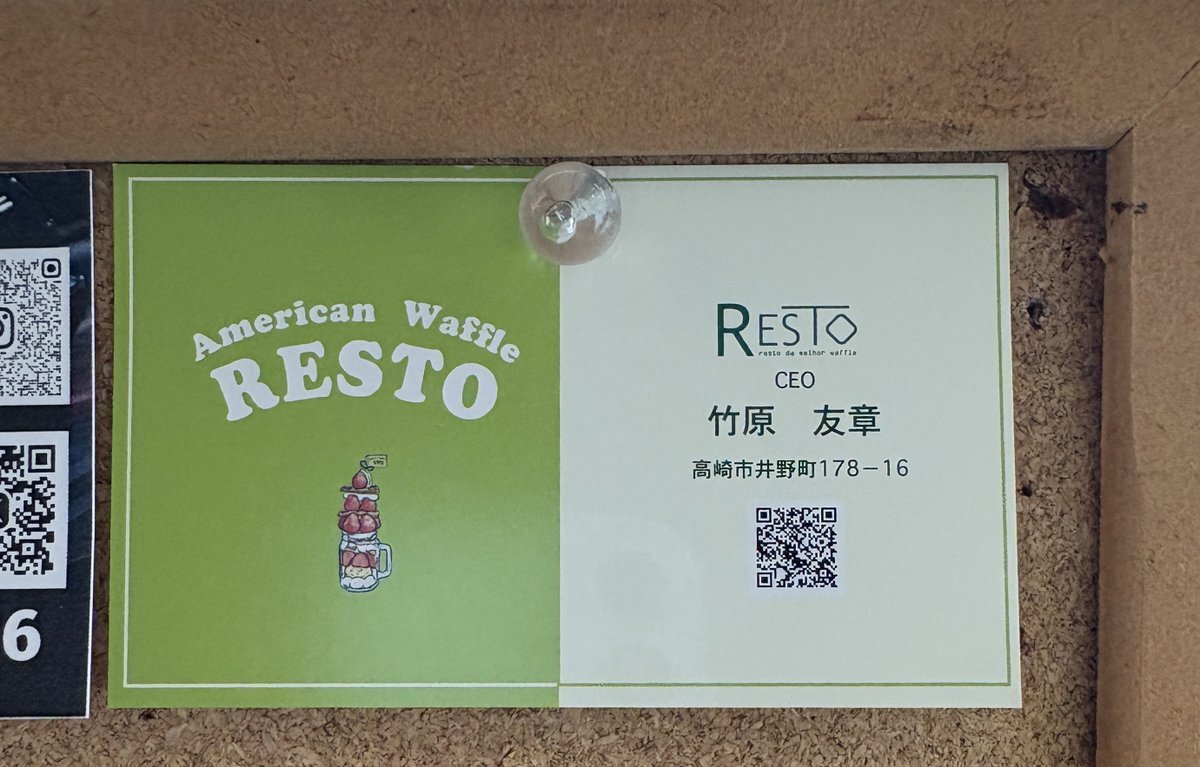 American Waffle
RESTO
RESTO
resto de melhor waffle
CEO
竹原 友章
高崎市井野町178-16
6